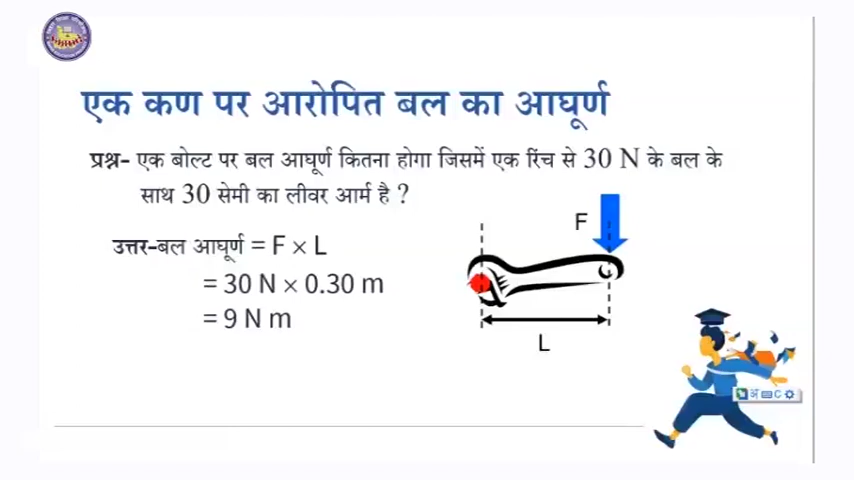 एक कण पर आरोपित बल का आघूर्ण
प्रश्न- एक बोल्ट पर बल आघूर्ण कितना होगा जिसमें एक रिंच से 30 N के बल के
साथ 30 सेमी का लीवर आर्म है ?
उत्तर-बल आघूर्ण = F × L
= 30 N × 0.30 m
= 9 N m
F
L